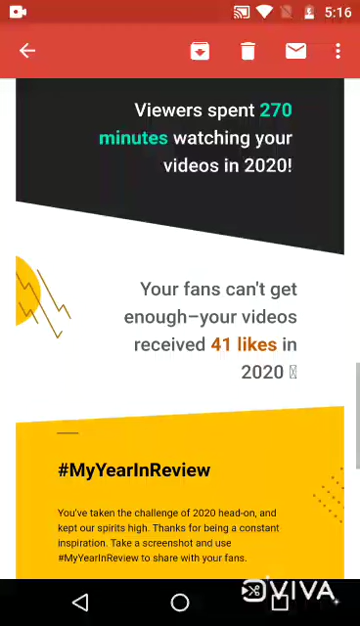 5:16
Viewers spent 270
minutes watching your
videos in 2020!
Your fans can't get
enough–your videos
received 41 likes in
2020
#MyYearInReview
You've taken the challenge of 2020 head-on, and
kept our spirits high. Thanks for being a constant
inspiration. Take a screenshot and use
#MyYearInReview to share with your fans.
VIVA